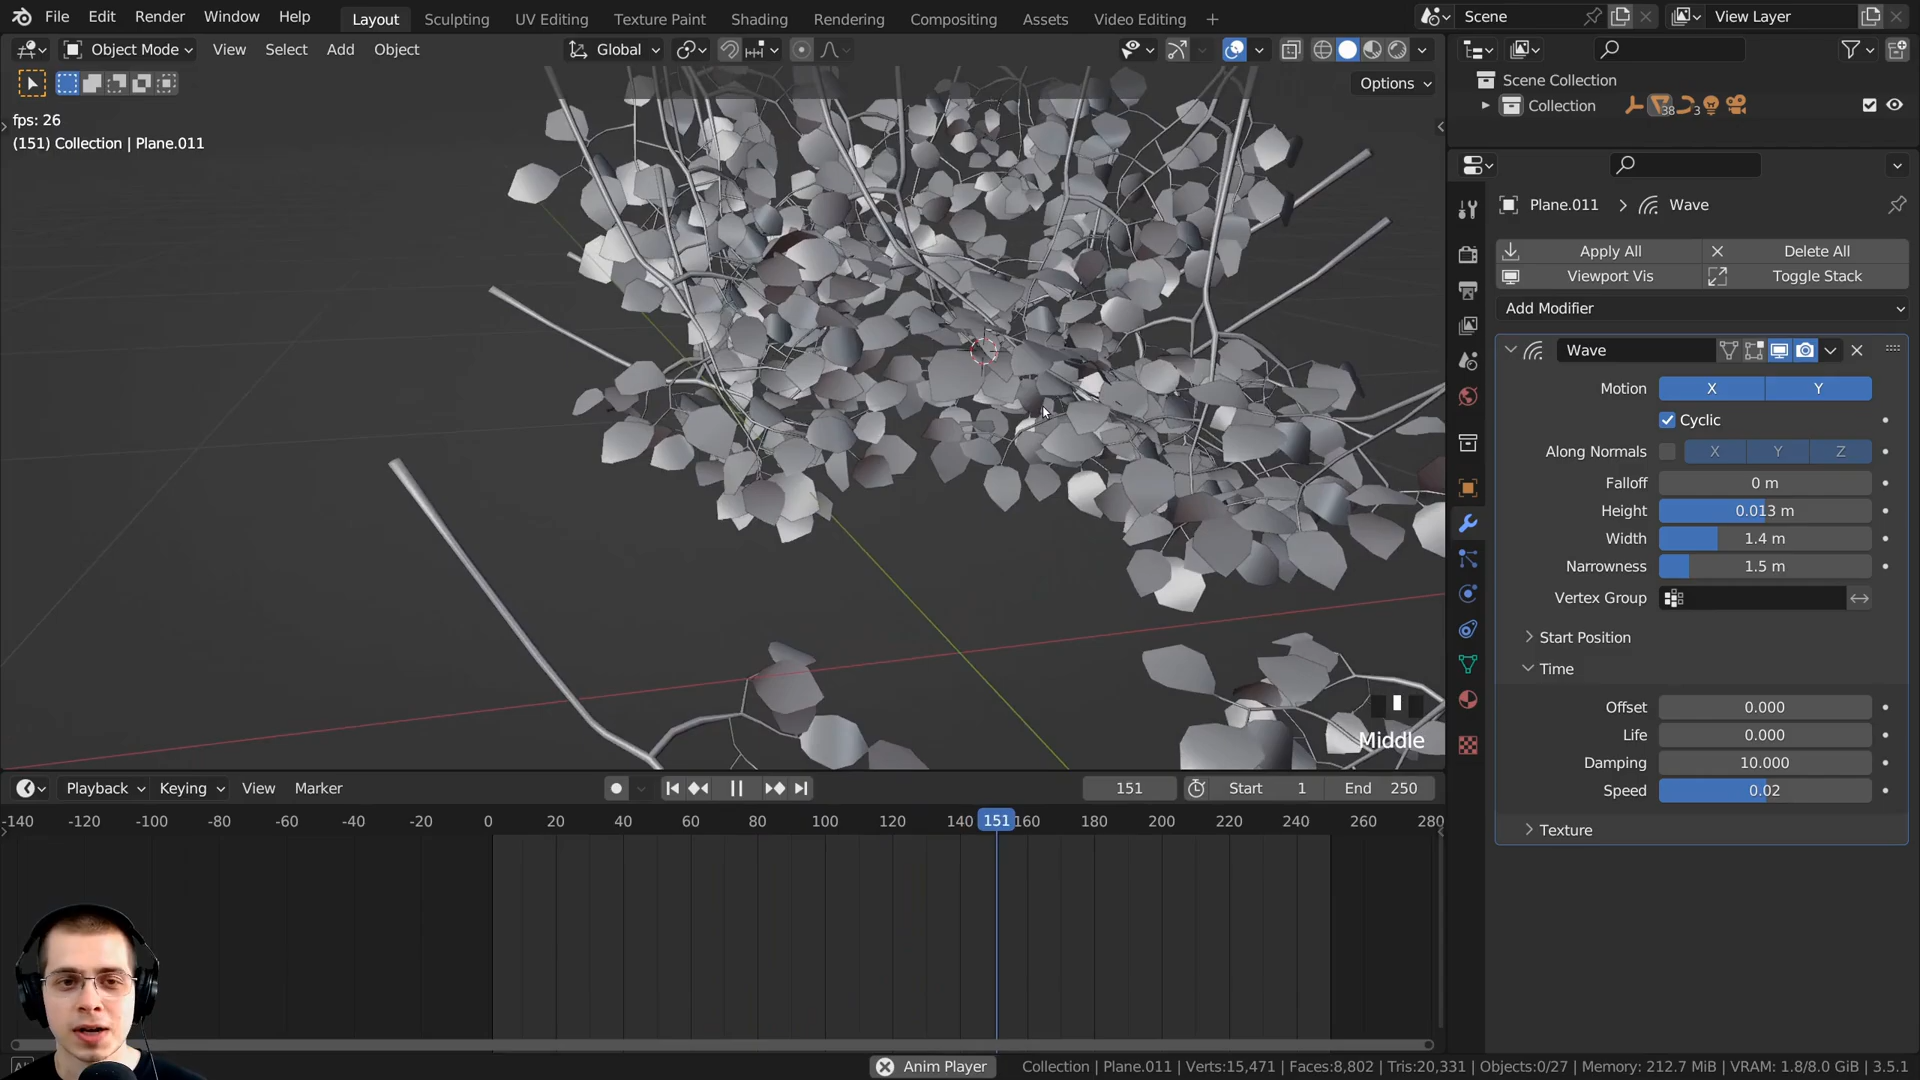 File Edit Render Window Help Layout Sculpting UV Editing Texture Paint Shading Rendering Compositing Assets Video Editing + Scene View Layer
Object Mode View Select Add Object Global
Options
Scene Collection
Collection 38 3
fps: 26
(151) Collection | Plane.011
Plane.011 > Wave
Apply All Delete All
Viewport Vis Toggle Stack
Add Modifier
Wave
Motion X Y
Cyclic
Along Normals X Y Z
Falloff 0 m
Height 0.013 m
Width 1.4 m
Narrowness 1.5 m
Vertex Group
Start Position
Time
Offset 0.000
Life 0.000
Damping 10.000
Speed 0.02
Texture
Middle
Playback Keying View Marker 151 Start 1 End 250
-140 -120 -100 -80 -60 -40 -20 0 20 40 60 80 100 120 140 151 160 180 200 220 240 260 280
Anim Player Collection | Plane.011 | Verts:15,471 | Faces:8,802 | Tris:20,331 | Objects:0/27 | Memory: 212.7 MiB | VRAM: 1.8/8.0 GiB | 3.5.1